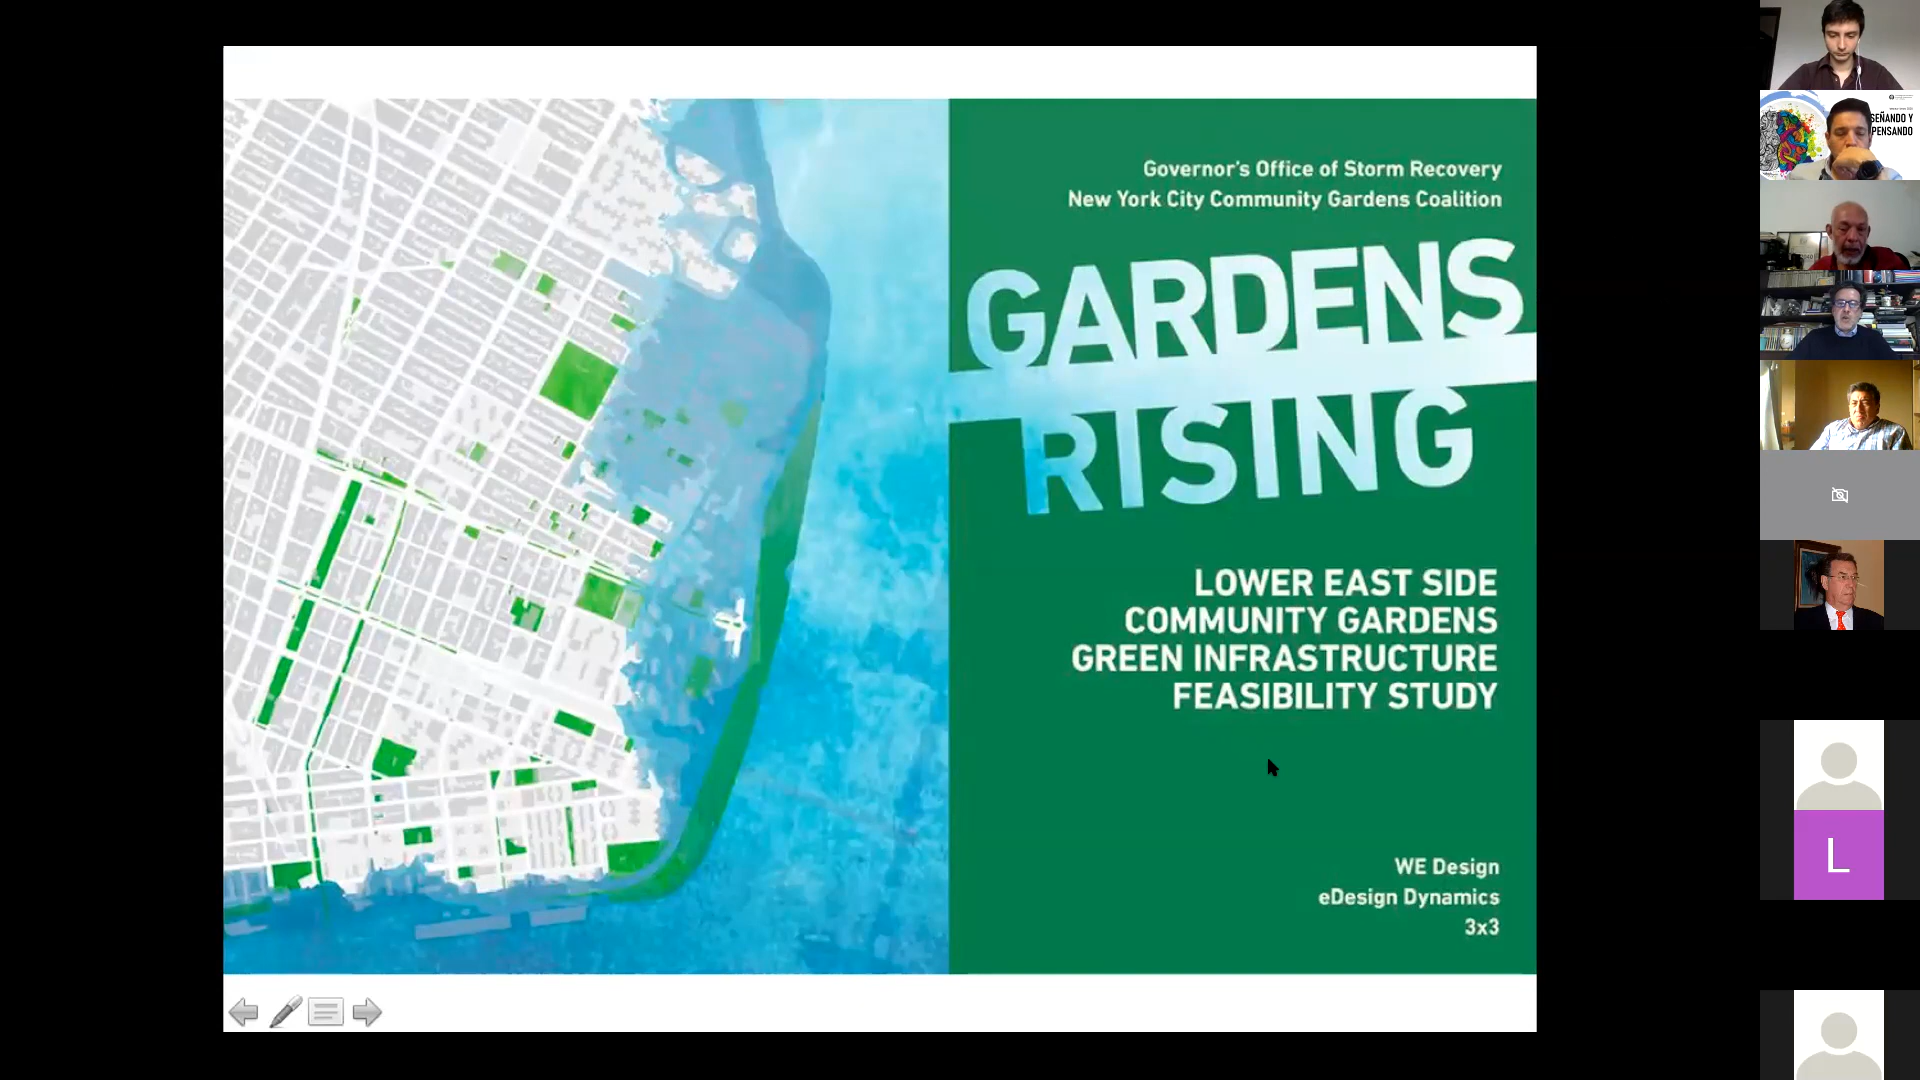 Governor's Office of Storm Recovery
New York City Community Gardens Coalition
GARDENS
RISING
LOWER EAST SIDE
COMMUNITY GARDENS
GREEN INFRASTRUCTURE
FEASIBILITY STUDY
WE Design
eDesign Dynamics
3x3
SEÑANDO Y
PENSANDO
L